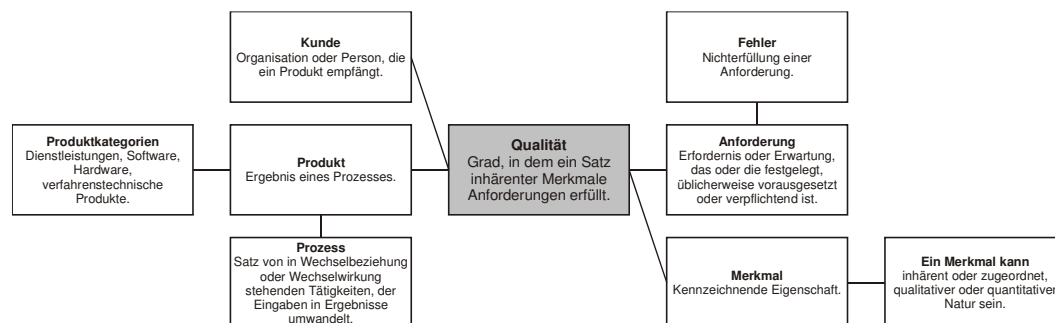 Kunde
Organisation oder Person, die
ein Produkt empfängt.
Fehler
Nichterfüllung einer
Anforderung.
Produktkategorien
Dienstleistungen, Software,
Hardware,
verfahrenstechnische
Produkte.
Produkt
Ergebnis eines Prozesses.
Qualität
Grad, in dem ein Satz
inhärenter Merkmale
Anforderungen erfüllt.
Anforderung
Erfordernis oder Erwartung,
das oder die festgelegt,
üblicherweise vorausgesetzt
oder verpflichtend ist.
Prozess
Satz von in Wechselbeziehung
oder Wechselwirkung
stehenden Tätigkeiten, der
Eingaben in Ergebnisse
umwandelt.
Merkmal
Kennzeichnende Eigenschaft.
Ein Merkmal kann
inhärent oder zugeordnet,
qualitativer oder quantitativer
Natur sein.